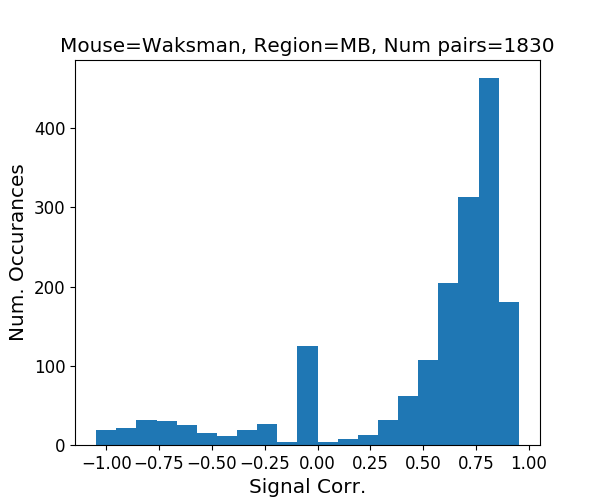 Mouse=Waksman, Region=MB, Num pairs=1830
Num. Occurances
400
300
200
100
0
−1.00 −0.75 −0.50 −0.25 0.00 0.25 0.50 0.75 1.00
Signal Corr.